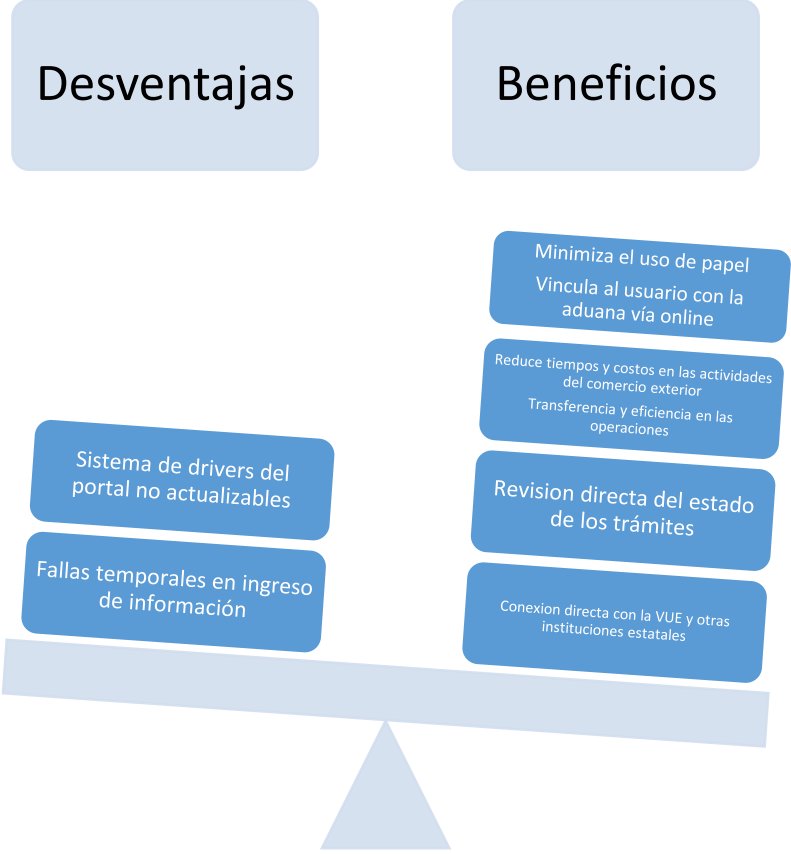 Desventajas
Beneficios
Minimiza el uso de papel
Vincula al usuario con la
aduana vía online
Reduce tiempos y costos en las actividades
del comercio exterior
Transferencia y eficiencia en las
operaciones
Sistema de drivers del
portal no actualizables
Revision directa del estado
de los trámites
Fallas temporales en ingreso
de información
Conexion directa con la VUE y otras
instituciones estatales